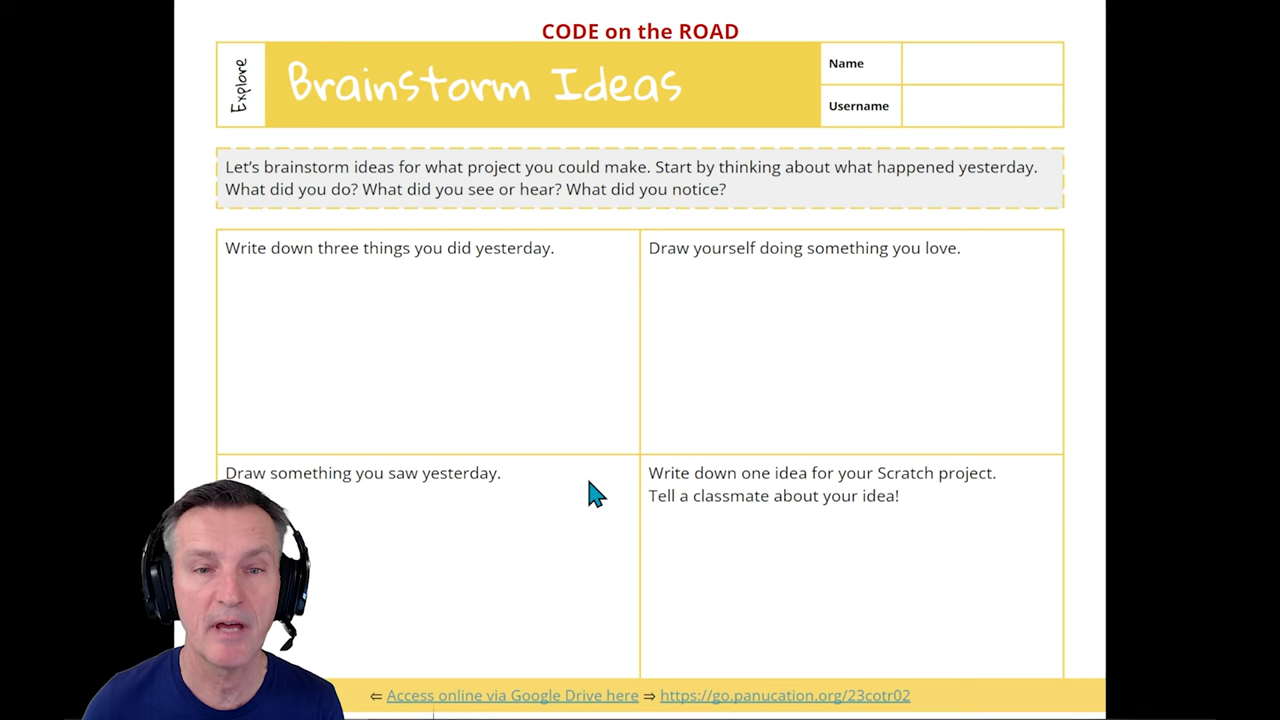 CODE on the ROAD
Explore
Brainstorm Ideas
Name
Username
Let's brainstorm ideas for what project you could make. Start by thinking about what happened yesterday.
What did you do? What did you see or hear? What did you notice?
Write down three things you did yesterday.
Draw yourself doing something you love.
Draw something you saw yesterday.
Write down one idea for your Scratch project.
Tell a classmate about your idea!
⇐ Access online via Google Drive here ⇒ https://go.panucation.org/23cotr02